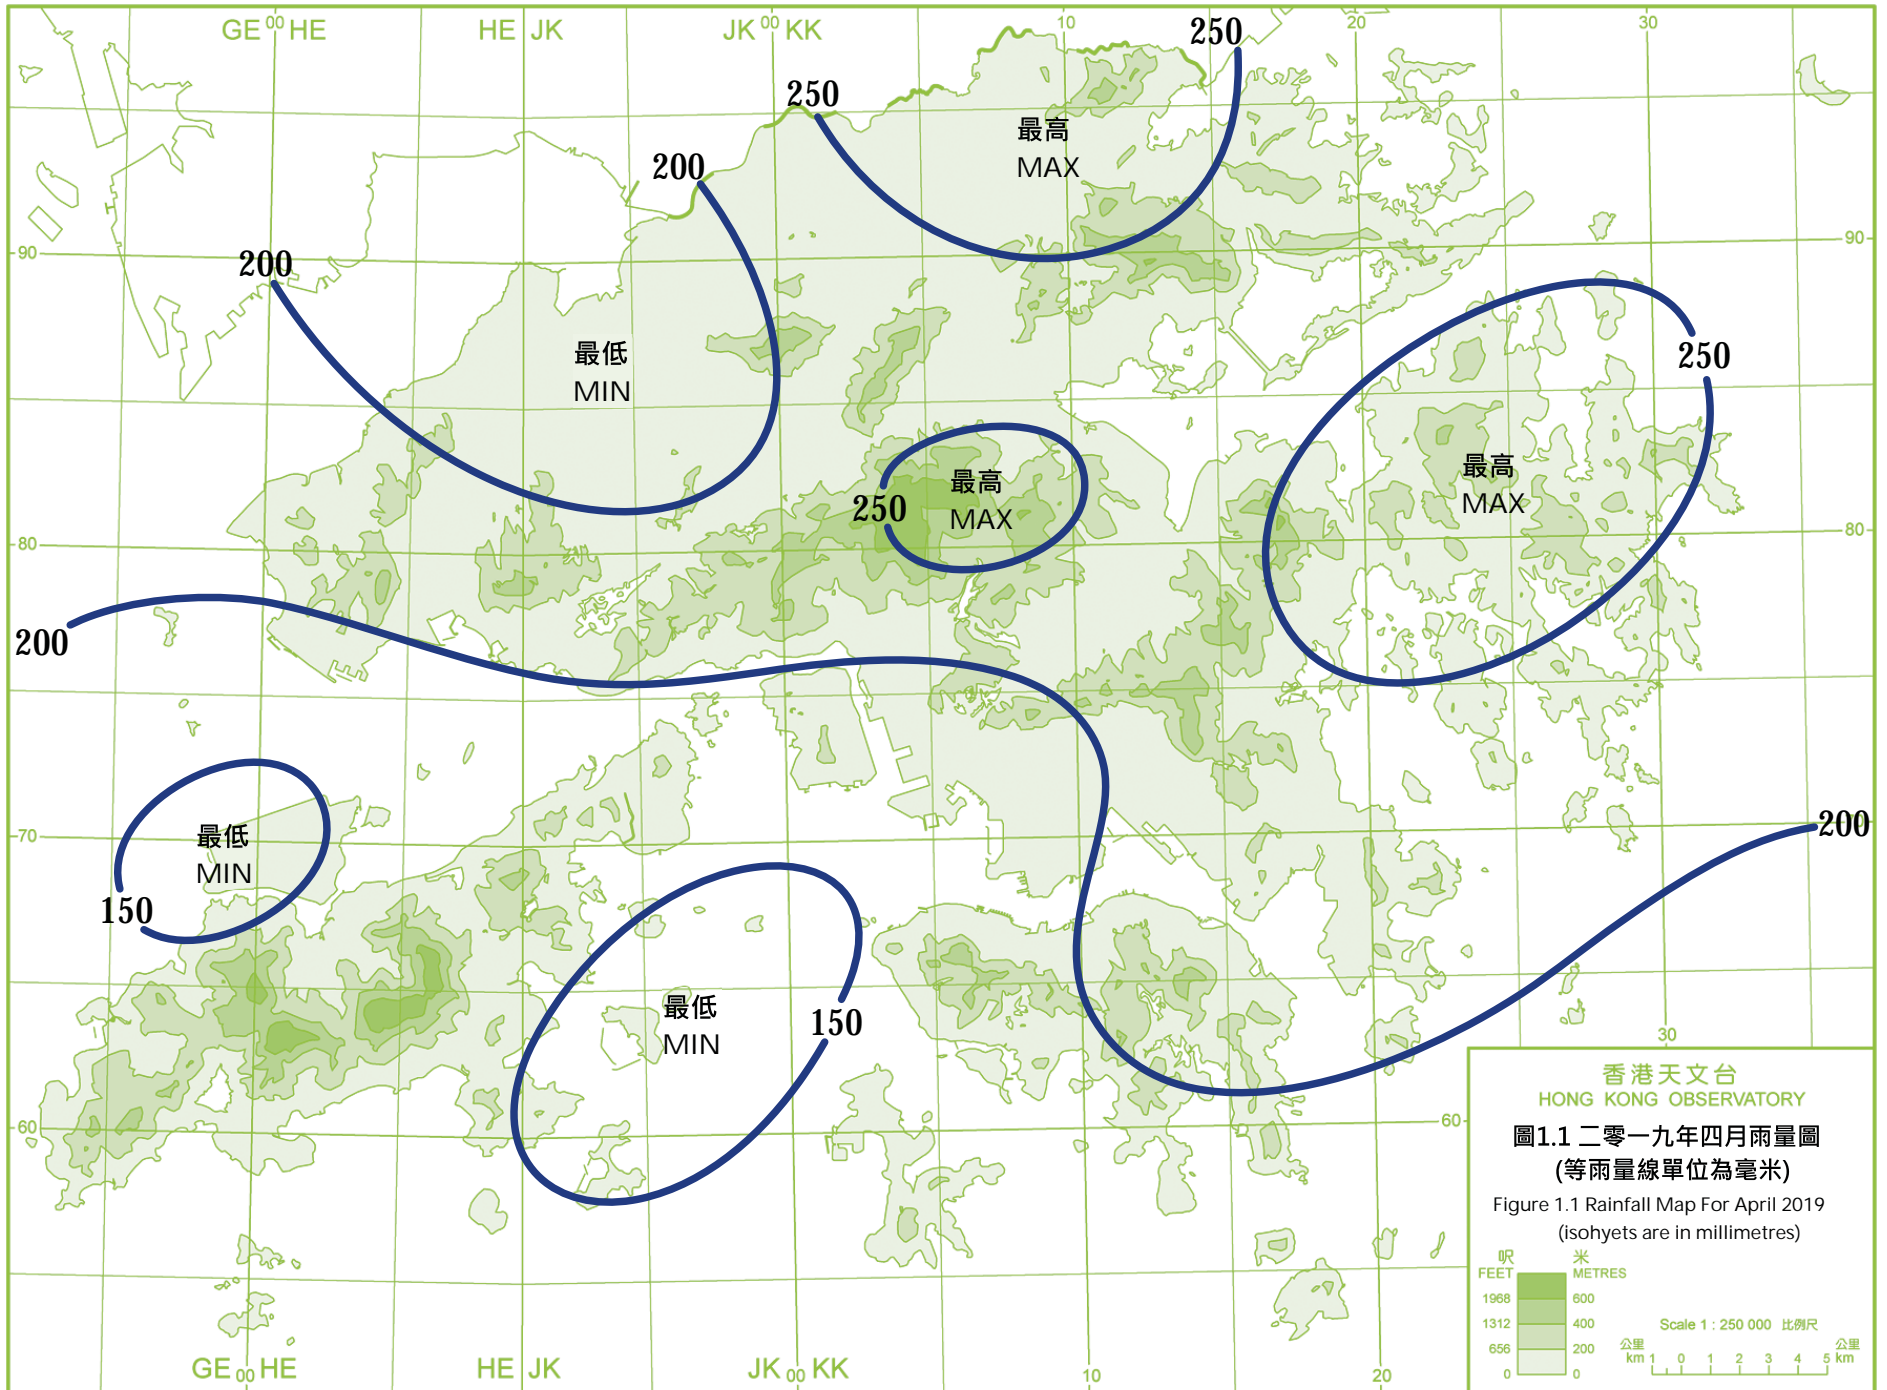 GE 00 HE
HE JK
JK 00 KK
10
20
30
250
250
200
最高
MAX
90
90
200
250
最低
MIN
最高
MAX
250
最高
MAX
80
80
200
200
70
最低
MIN
150
最低
MIN
150
30
60
60
香港天文台
HONG KONG OBSERVATORY
圖1.1 二零一九年四月雨量圖
(等雨量線單位為毫米)
Figure 1.1 Rainfall Map For April 2019
(isohyets are in millimetres)
呎 米
FEET METRES
1968 600
1312 400
656 200
0 0
Scale 1 : 250 000 比例尺
公里 公里
km 1 0 1 2 3 4 5 km
GE 00 HE
HE JK
JK 00 KK
10
20